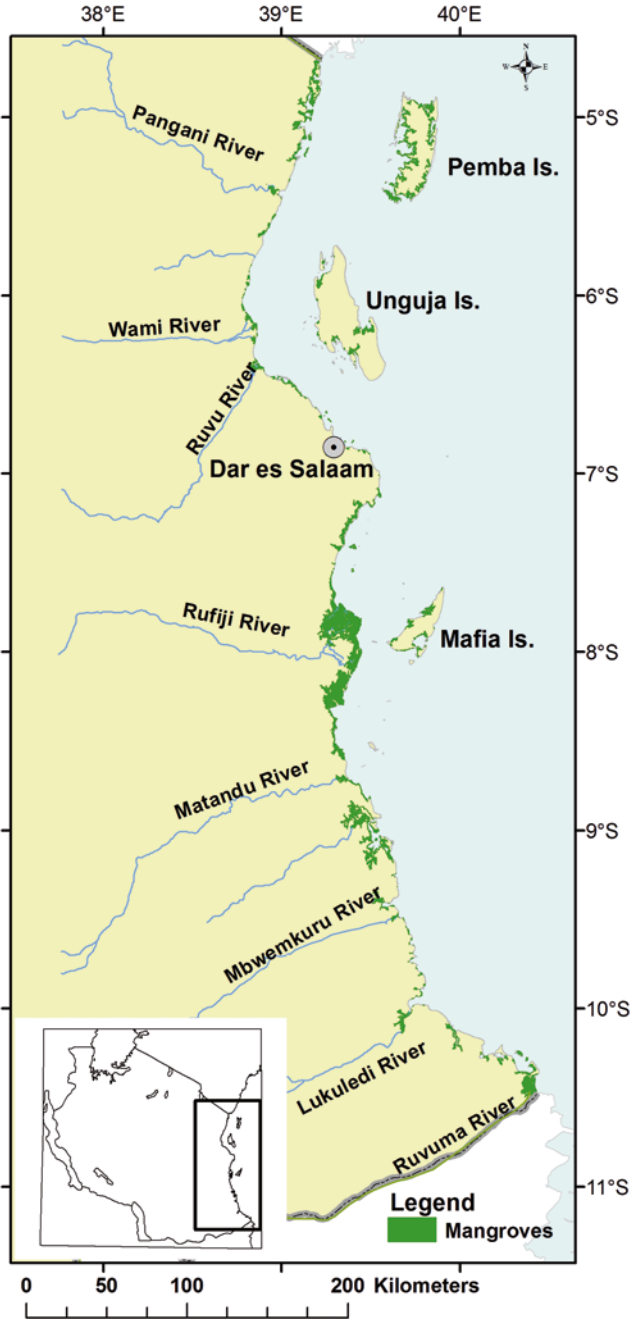 38°E 39°E 40°E
N
W E
S
5°S
Pangani River
Pemba Is.
6°S
Unguja Is.
Wami River
Ruvu River
Dar es Salaam
7°S
Rufiji River
Mafia Is.
8°S
Matandu River
9°S
Mbwemkuru River
10°S
Lukuledi River
Ruvuma River
11°S
Legend
Mangroves
0 50 100 200 Kilometers